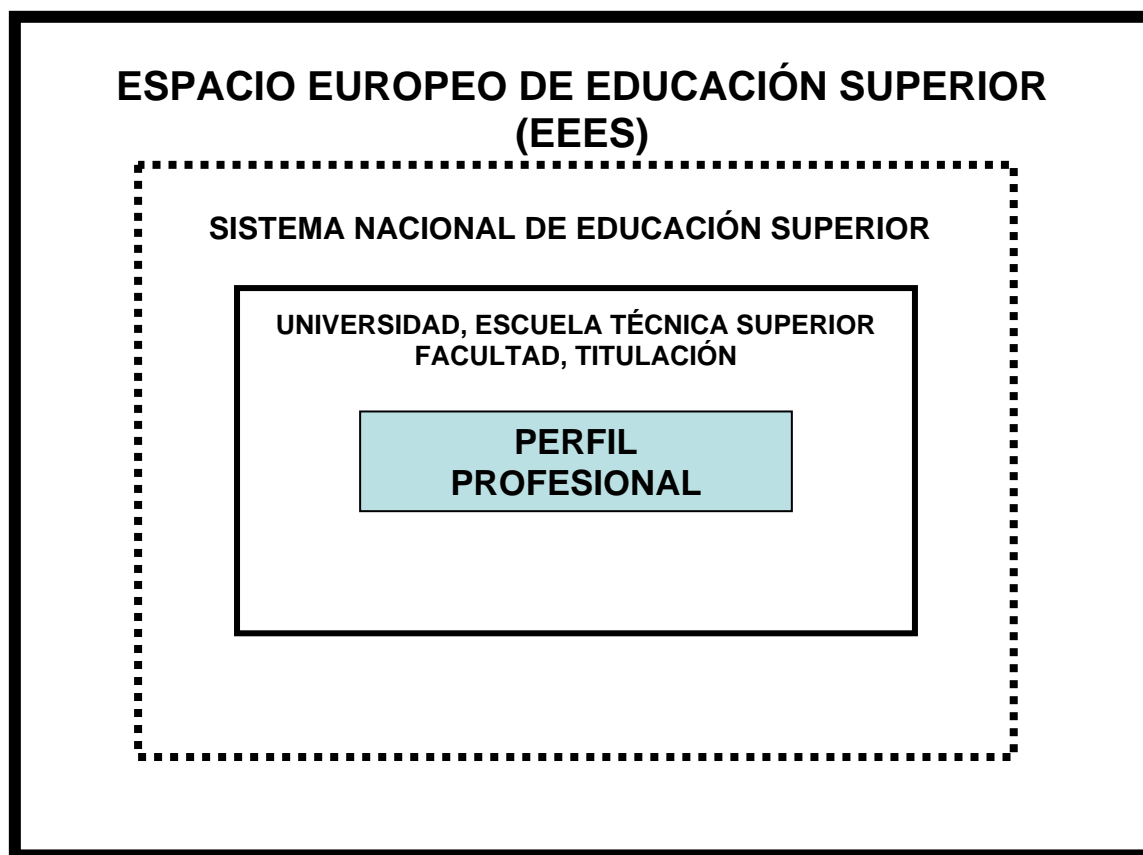 ESPACIO EUROPEO DE EDUCACIÓN SUPERIOR
(EEES)
SISTEMA NACIONAL DE EDUCACIÓN SUPERIOR
UNIVERSIDAD, ESCUELA TÉCNICA SUPERIOR
FACULTAD, TITULACIÓN
PERFIL
PROFESIONAL